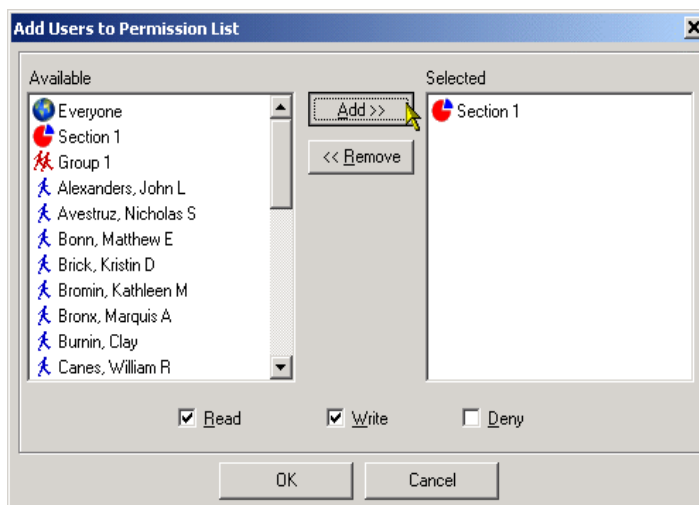 Add Users to Permission List
Available
Everyone
Section 1
Group 1
Alexanders, John L
Avestruz, Nicholas S
Bonn, Matthew E
Brick, Kristin D
Bromin, Kathleen M
Bronx, Marquis A
Burnin, Clay
Canes, William R
Add >>
<< Remove
Selected
Section 1
Read
Write
Deny
OK
Cancel